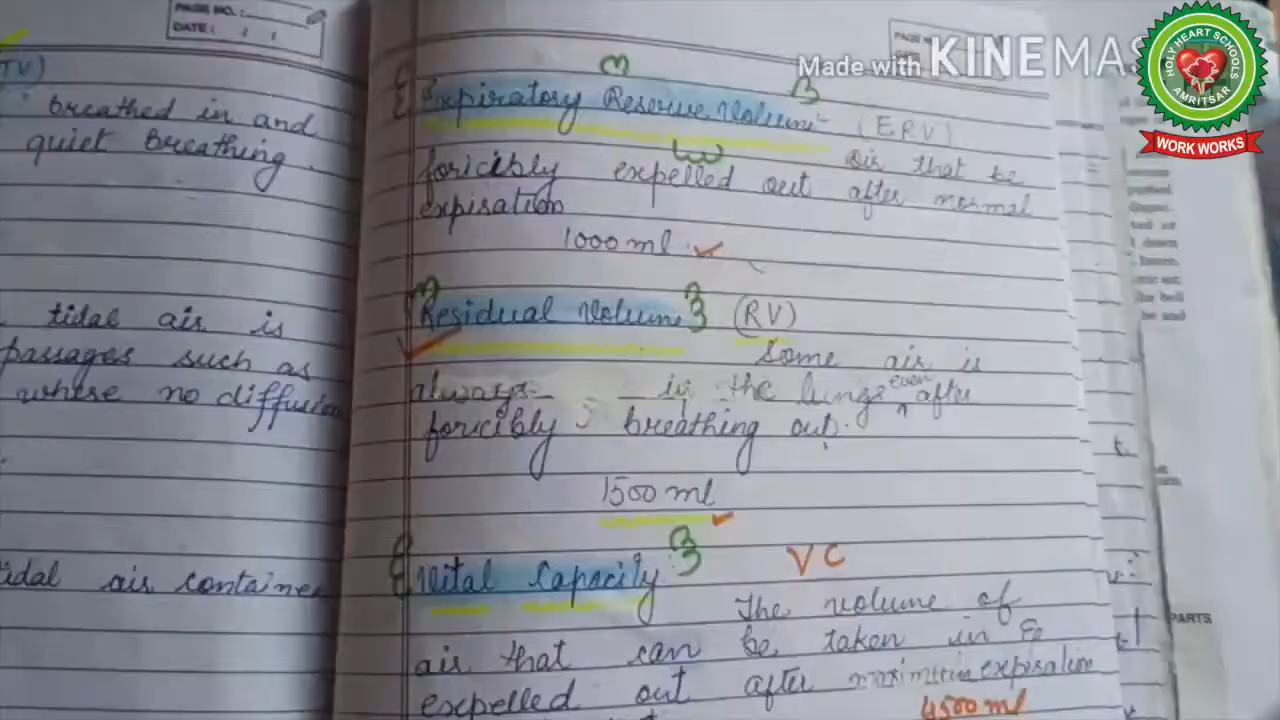 PAGE NO.:
DATE: / /
TV)
breathed in and
quiet breathing.
tidal air is
passages such as
where no diffusion
tidal air contained
Expiratory Reserve Volume (ERV)
air that be
foricibly expelled out after normal
expiration
1000 ml
Residual Volume (RV)
Some air is
always in the lungs even after
foricibly breathing out.
1500 ml
Vital Capacity VC
The volume of
air that can be taken in &
expelled out after maximum expiration
4500 ml
Made with KINEMAS
HOLY HEART SCHOOLS
AMRITSAR
WORK WORKS
PARTS